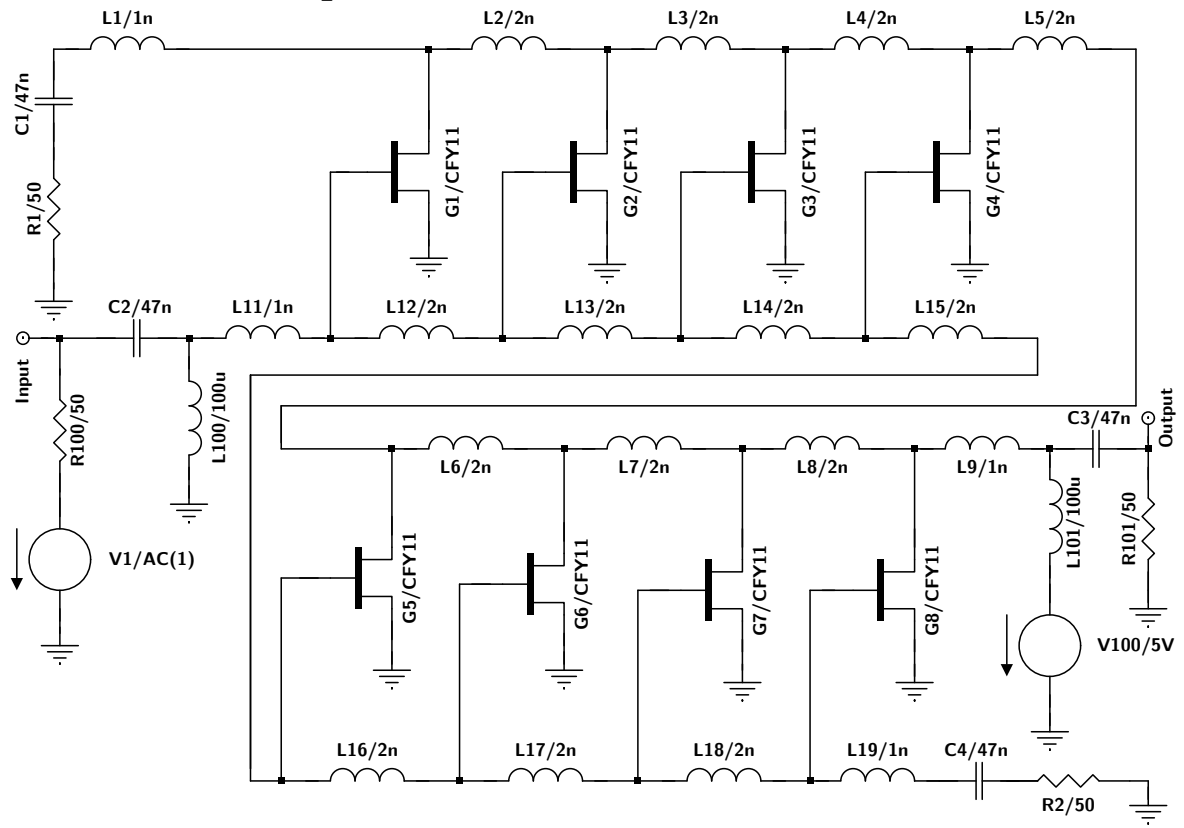 L1/1n
L2/2n
L3/2n
L4/2n
L5/2n
C1/47n
R1/50
G1/CFY11
G2/CFY11
G3/CFY11
G4/CFY11
C2/47n
L11/1n
L12/2n
L13/2n
L14/2n
L15/2n
Input
R100/50
L100/100u
V1/AC(1)
L6/2n
L7/2n
L8/2n
L9/1n
C3/47n
Output
L101/100u
R101/50
G5/CFY11
G6/CFY11
G7/CFY11
G8/CFY11
V100/5V
L16/2n
L17/2n
L18/2n
L19/1n
C4/47n
R2/50